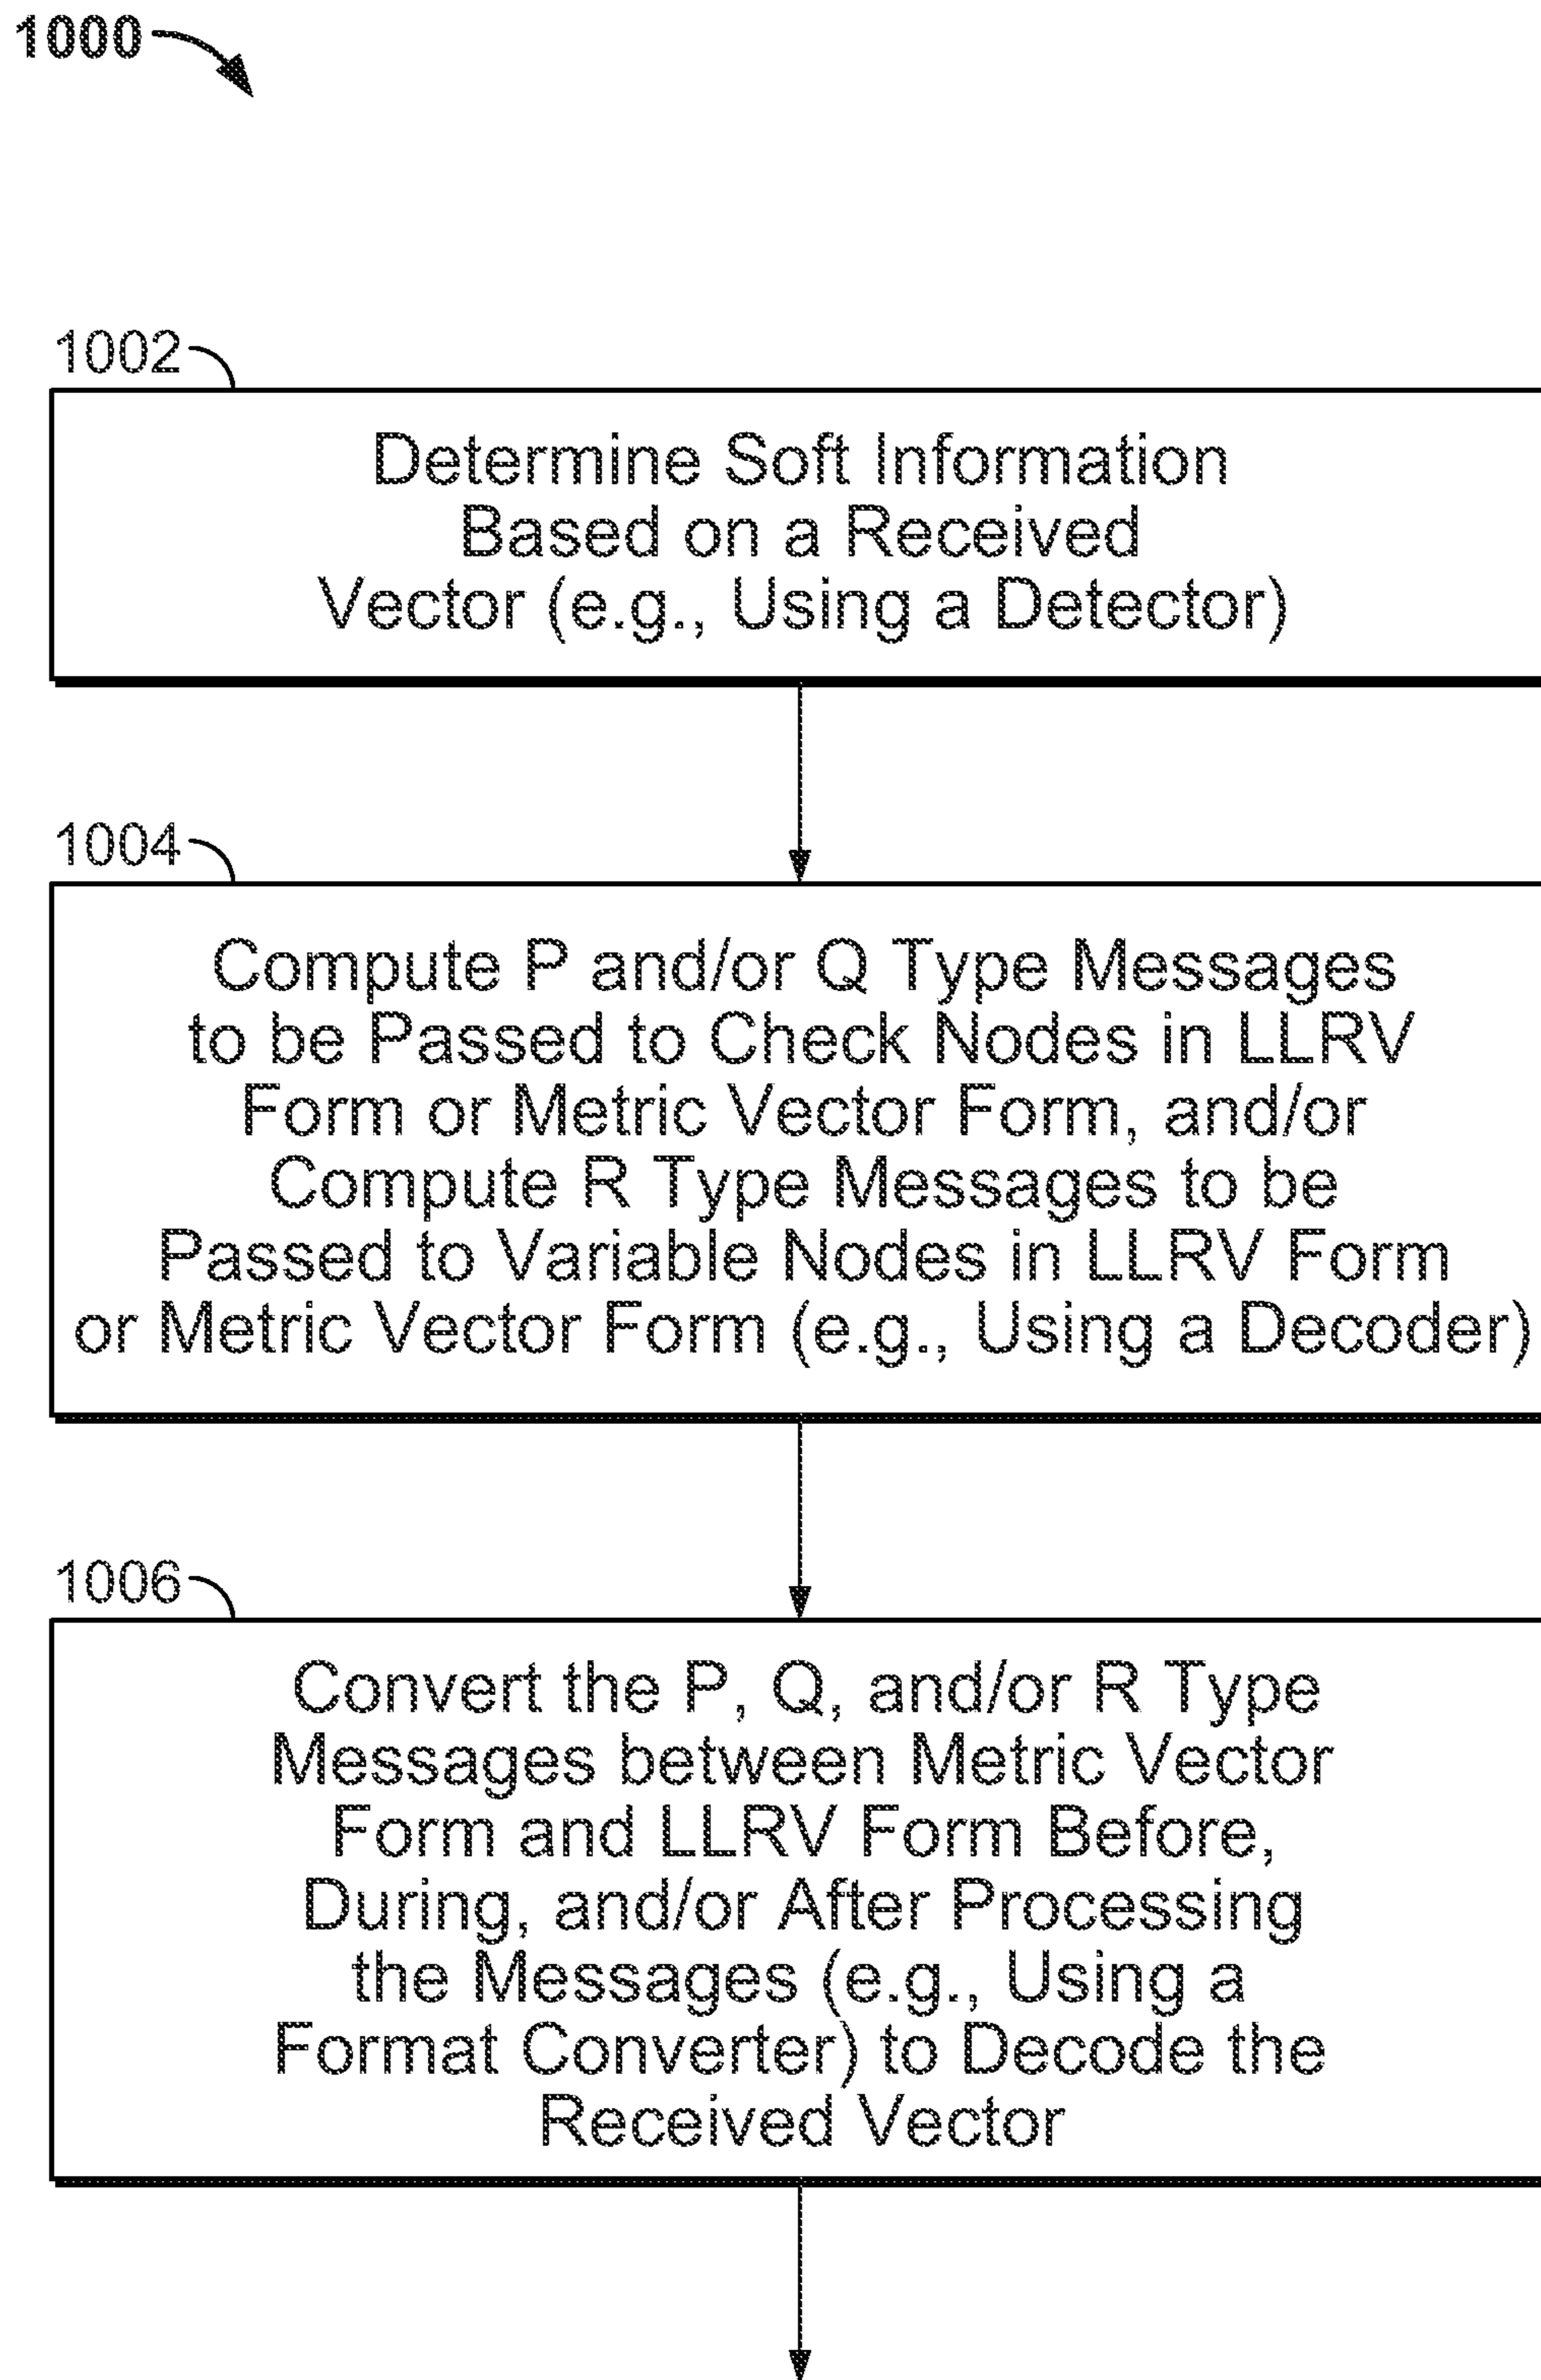 1000
1002
Determine Soft Information
Based on a Received
Vector (e.g., Using a Detector)
1004
Compute P and/or Q Type Messages
to be Passed to Check Nodes in LLRV
Form or Metric Vector Form, and/or
Compute R Type Messages to be
Passed to Variable Nodes in LLRV Form
or Metric Vector Form (e.g., Using a Decoder)
1006
Convert the P, Q, and/or R Type
Messages between Metric Vector
Form and LLRV Form Before,
During, and/or After Processing
the Messages (e.g., Using a
Format Converter) to Decode the
Received Vector